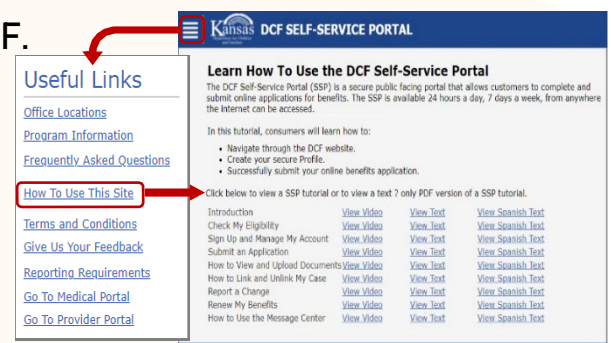 F.
Kansas
DCF SELF-SERVICE PORTAL
Useful Links
Office Locations
Program Information
Frequently Asked Questions
How To Use This Site
Terms and Conditions
Give Us Your Feedback
Reporting Requirements
Go To Medical Portal
Go To Provider Portal
Learn How To Use the DCF Self-Service Portal
The DCF Self-Service Portal (SSP) is a secure public facing portal that allows customers to complete and
submit online applications for benefits. The SSP is available 24 hours a day, 7 days a week, from anywhere
the internet can be accessed.
In this tutorial, consumers will learn how to:
• Navigate through the DCF website.
• Create your secure Profile.
• Successfully submit your online benefits application.
Click below to view a SSP tutorial or to view a text ? only PDF version of a SSP tutorial.
Introduction View Video View Text View Spanish Text
Check My Eligibility View Video View Text View Spanish Text
Sign Up and Manage My Account View Video View Text View Spanish Text
Submit an Application View Video View Text View Spanish Text
How to View and Upload Documents View Video View Text View Spanish Text
How to Link and Unlink My Case View Video View Text View Spanish Text
Report a Change View Video View Text View Spanish Text
Renew My Benefits View Video View Text View Spanish Text
How to Use the Message Center View Video View Text View Spanish Text